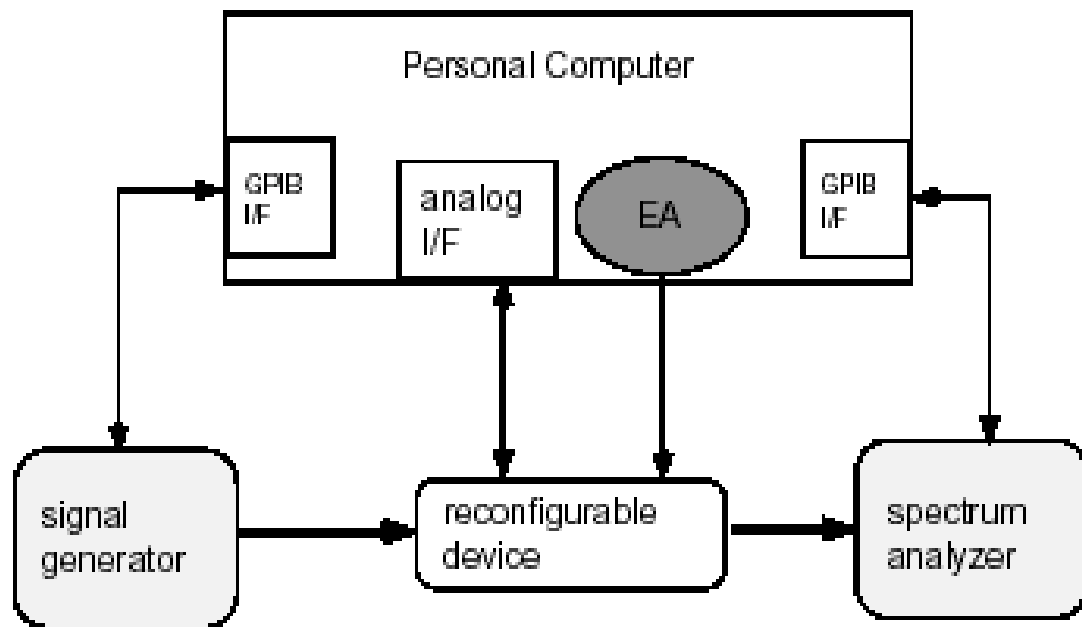 Personal Computer
GPIB
I/F
analog
I/F
EA
GPIB
I/F
signal
generator
reconfigurable
device
spectrum
analyzer